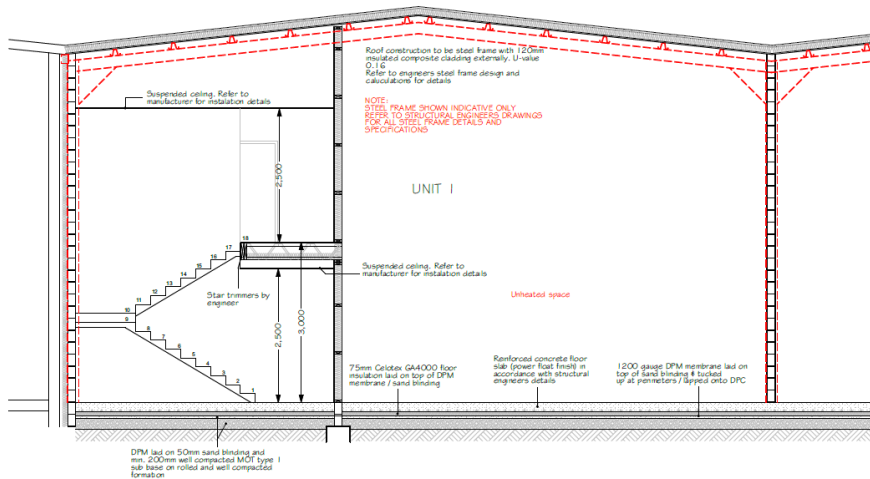 Roof construction to be steel frame with 120mm
insulated composite cladding externally. U-value
0.16
Refer to engineers steel frame design and
calculations for details
NOTE:
STEEL FRAME SHOWN INDICATIVE ONLY
REFER TO STRUCTURAL ENGINEERS DRAWINGS
FOR ALL STEEL FRAME DETAILS AND
SPECIFICATIONS
Suspended ceiling. Refer to
manufacturer for instalation details
2,500
UNIT 1
18
17
16
15
14
13
12
11
10
9
8
7
6
5
4
3
2
1
Stair trimmers by
engineer
2,500
3,000
Suspended ceiling. Refer to
manufacturer for instalation details
Unheated space
75mm Celotex GA4000 floor
insulation laid on top of DPM
membrane / sand blinding
Reinforced concrete floor
slab (power float finish) in
accordance with structural
engineers details
1200 gauge DPM membrane laid on
top of sand blinding & tucked
up at perimeters / lapped onto DPC
DPM laid on 50mm sand blinding and
min. 200mm well compacted MOT type 1
sub base on rolled and well compacted
formation